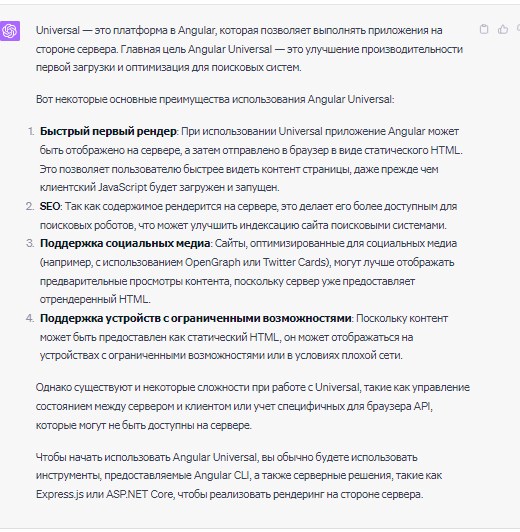 Universal — это платформа в Angular, которая позволяет выполнять приложения на
стороне сервера. Главная цель Angular Universal — это улучшение производительности
первой загрузки и оптимизация для поисковых систем.
Вот некоторые основные преимущества использования Angular Universal:
1. Быстрый первый рендер: При использовании Universal приложение Angular может
быть отображено на сервере, а затем отправлено в браузер в виде статического HTML.
Это позволяет пользователю быстрее видеть контент страницы, даже прежде чем
клиентский JavaScript будет загружен и запущен.
2. SEO: Так как содержимое рендерится на сервере, это делает его более доступным для
поисковых роботов, что может улучшить индексацию сайта поисковыми системами.
3. Поддержка социальных медиа: Сайты, оптимизированные для социальных медиа
(например, с использованием OpenGraph или Twitter Cards), могут лучше отображать
предварительные просмотры контента, поскольку сервер уже предоставляет
отрендеренный HTML.
4. Поддержка устройств с ограниченными возможностями: Поскольку контент
может быть предоставлен как статический HTML, он может отображаться на
устройствах с ограниченными возможностями или в условиях плохой сети.
Однако существуют и некоторые сложности при работе с Universal, такие как управление
состоянием между сервером и клиентом или учет специфичных для браузера API,
которые могут не быть доступны на сервере.
Чтобы начать использовать Angular Universal, вы обычно будете использовать
инструменты, предоставляемые Angular CLI, а также серверные решения, такие как
Express.js или ASP.NET Core, чтобы реализовать рендеринг на стороне сервера.